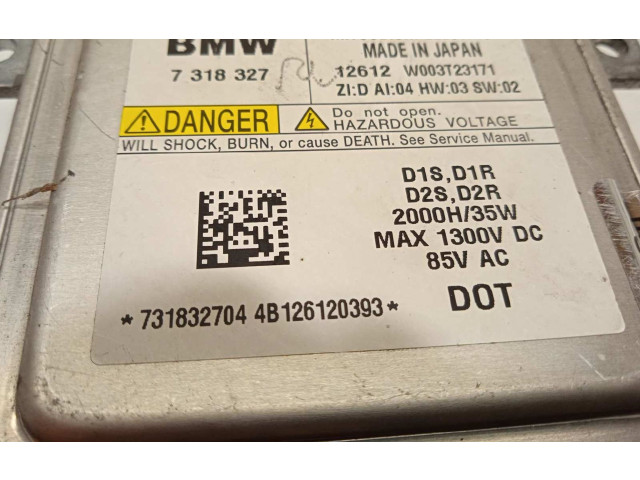 BMW
MADE IN JAPAN
7 318 327
12612 W003T23171
ZI:D AI:04 HW:03 SW:02
DANGER
Do not open.
HAZARDOUS VOLTAGE
WILL SHOCK, BURN, or cause DEATH. See Service Manual.
D1S,D1R
D2S,D2R
2000H/35W
MAX 1300V DC
85V AC
*731832704 4B126120393*
DOT